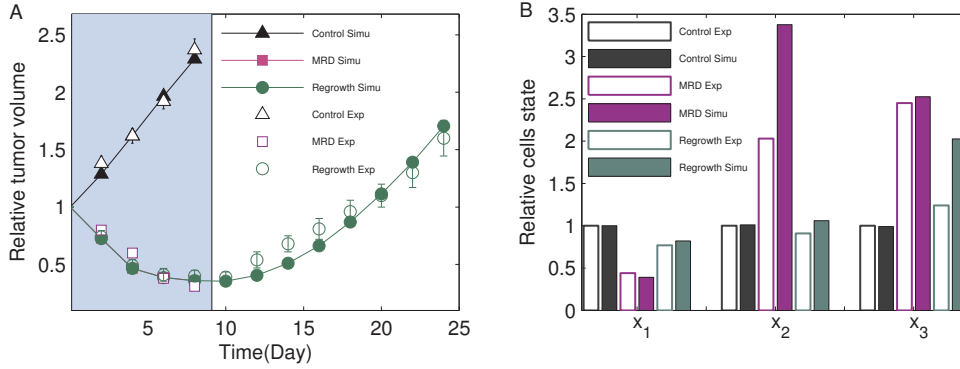 A
Relative tumor volume
2.5
2
1.5
1
0.5
5
10
15
20
25
Time(Day)
Control Simu
MRD Simu
Regrowth Simu
Control Exp
MRD Exp
Regrowth Exp
B
Relative cells state
3.5
3
2.5
2
1.5
1
0.5
0
x₁
x₂
x₃
Control Exp
Control Simu
MRD Exp
MRD Simu
Regrowth Exp
Regrowth Simu